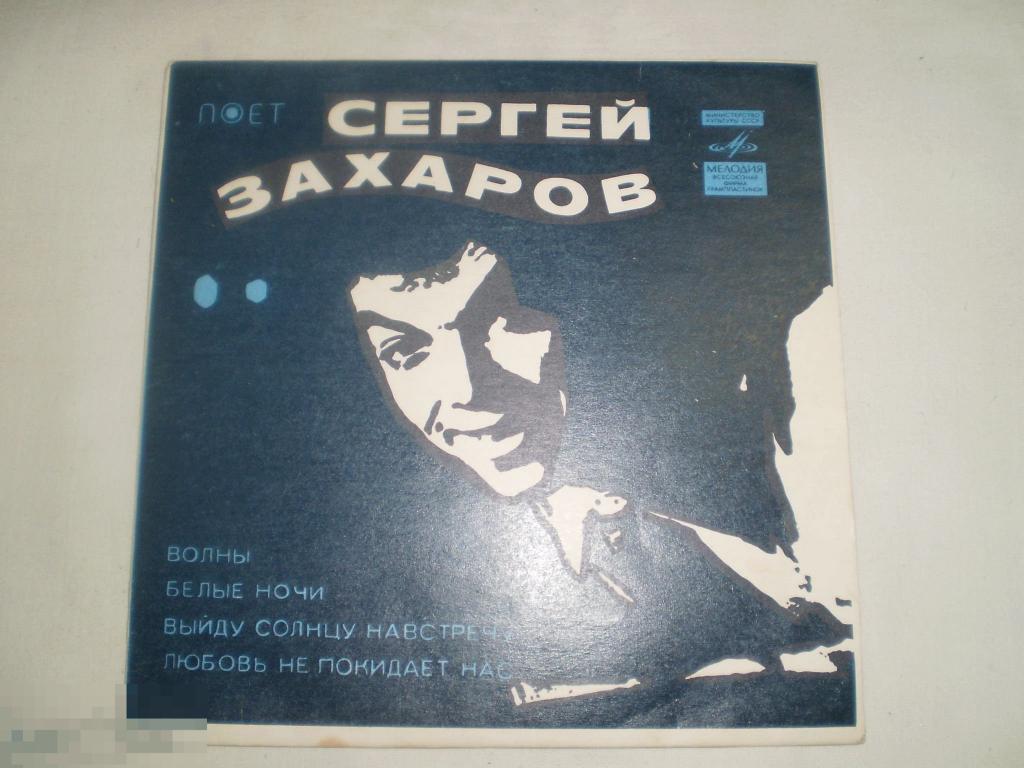 ПОЕТ
СЕРГЕЙ
ЗАХАРОВ
МИНИСТЕРСТВО
КУЛЬТУРЫ СССР
МЕЛОДИЯ
ВСЕСОЮЗНАЯ
ФИРМА
ГРАМПЛАСТИНОК
ВОЛНЫ
БЕЛЫЕ НОЧИ
ВЫЙДУ СОЛНЦУ НАВСТРЕЧУ
ЛЮБОВЬ НЕ ПОКИДАЕТ НАС